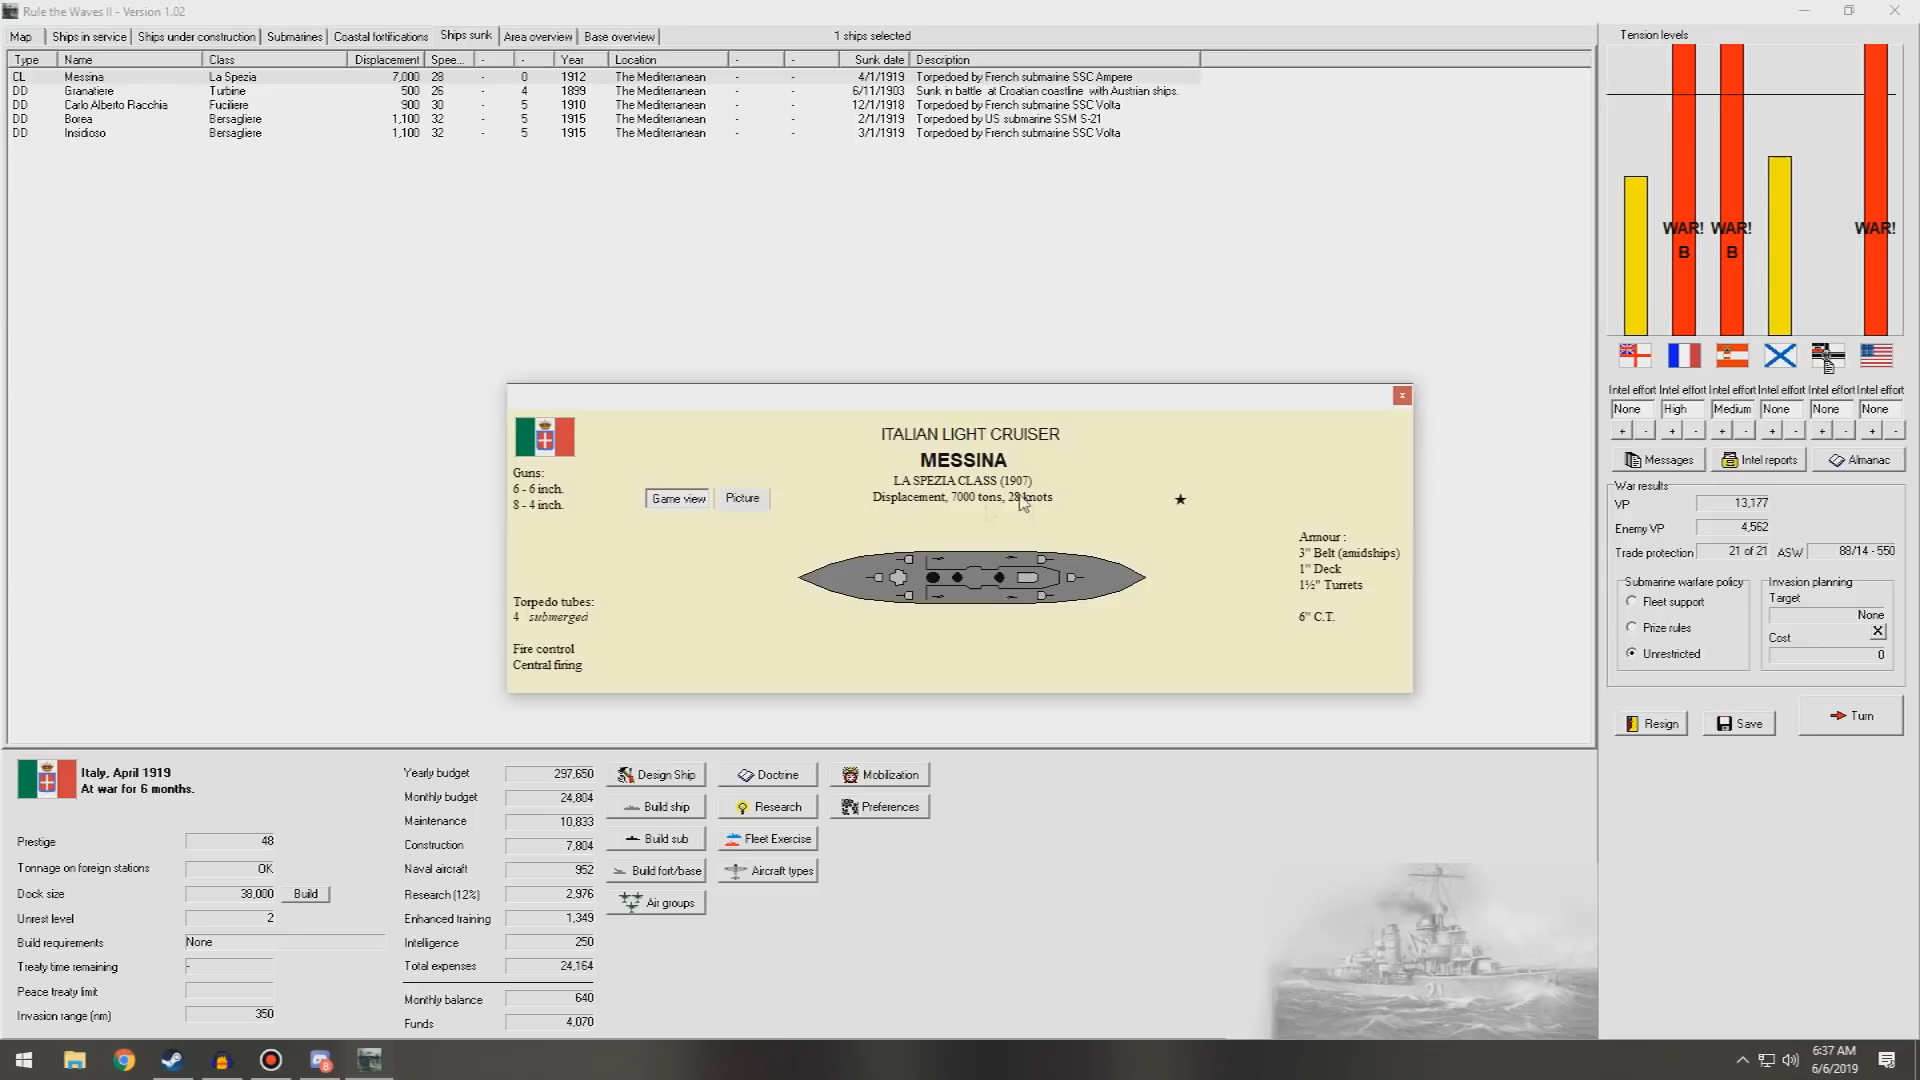 Rule the Waves II - Version 1.02
Map Ships in service Ships under construction Submarines Coastal fortifications Ships sunk Area overview Base overview 1 ships selected
Type Name Class Displacement Spee... - - Year Location - - Sunk date Description
CL Messina La Spezia 7,000 28 - 0 1912 The Mediterranean - - 4/1/1919 Torpedoed by French submarine SSC Ampere
DD Granatiere Turbine 500 26 - 4 1899 The Mediterranean - - 6/11/1903 Sunk in battle at Croatian coastline with Austrian ships.
DD Carlo Alberto Racchia Fuciliere 900 30 - 5 1910 The Mediterranean - - 12/1/1918 Torpedoed by French submarine SSC Volta
DD Borea Bersagliere 1,100 32 - 5 1915 The Mediterranean - - 2/1/1919 Torpedoed by US submarine SSM S-21
DD Insidioso Bersagliere 1,100 32 - 5 1915 The Mediterranean - - 3/1/1919 Torpedoed by French submarine SSC Volta
ITALIAN LIGHT CRUISER
MESSINA
LA SPEZIA CLASS (1907)
Displacement, 7000 tons, 28 knots
Guns:
6 - 6 inch.
8 - 4 inch.
Game view Picture
Torpedo tubes:
4 submerged
Fire control
Central firing
Armour :
3" Belt (amidships)
1" Deck
1½" Turrets
6" C.T.
Tension levels
WAR! WAR! WAR!
B B
Intel effort Intel effort Intel effort Intel effort Intel effort Intel effort
None High Medium None None None
+ - + - + - + - + - + -
Messages Intel reports Almanac
War results
VP 13,177
Enemy VP 4,562
Trade protection 21 of 21 ASW 88/14 - 550
Submarine warfare policy
Fleet support
Prize rules
Unrestricted
Invasion planning
Target
None
Cost X
0
Resign Save Turn
Italy, April 1919
At war for 6 months.
Prestige 48
Tonnage on foreign stations OK
Dock size 38,000 Build
Unrest level 2
Build requirements None
Treaty time remaining -
Peace treaty limit
Invasion range (nm) 350
Yearly budget 297,650
Monthly budget 24,804
Maintenance 10,833
Construction 7,804
Naval aircraft 952
Research (12%) 2,976
Enhanced training 1,349
Intelligence 250
Total expenses 24,164
Monthly balance 640
Funds 4,070
Design Ship Doctrine Mobilization
Build ship Research Preferences
Build sub Fleet Exercise
Build fort/base Aircraft types
Air groups
8
6:37 AM
6/6/2019